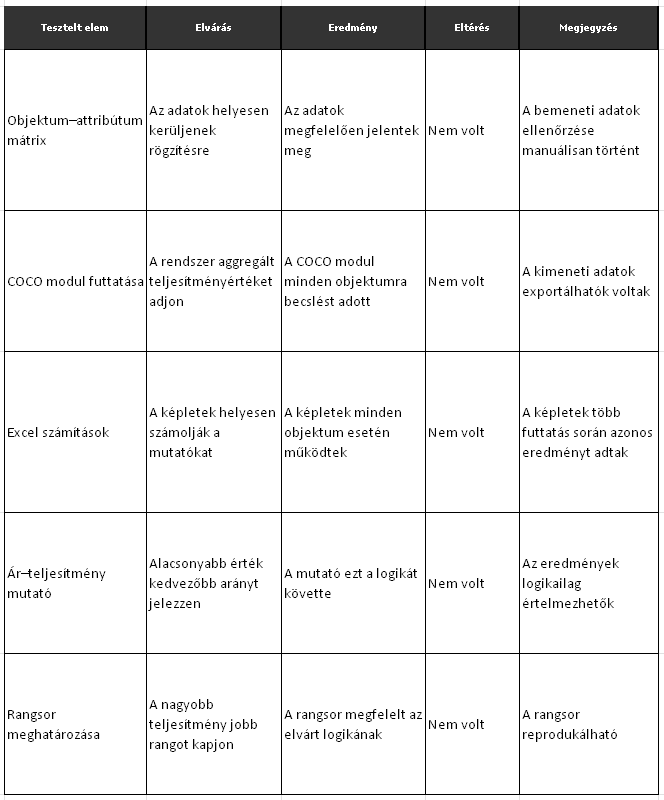 Tesztelt elem
Elvárás
Eredmény
Eltérés
Megjegyzés
Objektum–attribútum
mátrix
Az adatok helyesen
kerüljenek
rögzítésre
Az adatok
megfelelően jelentek
meg
Nem volt
A bemeneti adatok
ellenőrzése
manuálisan történt
COCO modul futtatása
A rendszer aggregált
teljesítményértéket
adjon
A COCO modul
minden objektumra
becslést adott
Nem volt
A kimeneti adatok
exportálhatók voltak
Excel számítások
A képletek helyesen
számolják a
mutatókat
A képletek minden
objektum esetén
működtek
Nem volt
A képletek több
futtatás során azonos
eredményt adtak
Ár–teljesítmény
mutató
Alacsonyabb érték
kedvezőbb arányt
jelezzen
A mutató ezt a logikát
követte
Nem volt
Az eredmények
logikailag
értelmezhetők
Rangsor
meghatározása
A nagyobb
teljesítmény jobb
rangot kapjon
A rangsor megfelelt az
elvárt logikának
Nem volt
A rangsor
reprodukálható